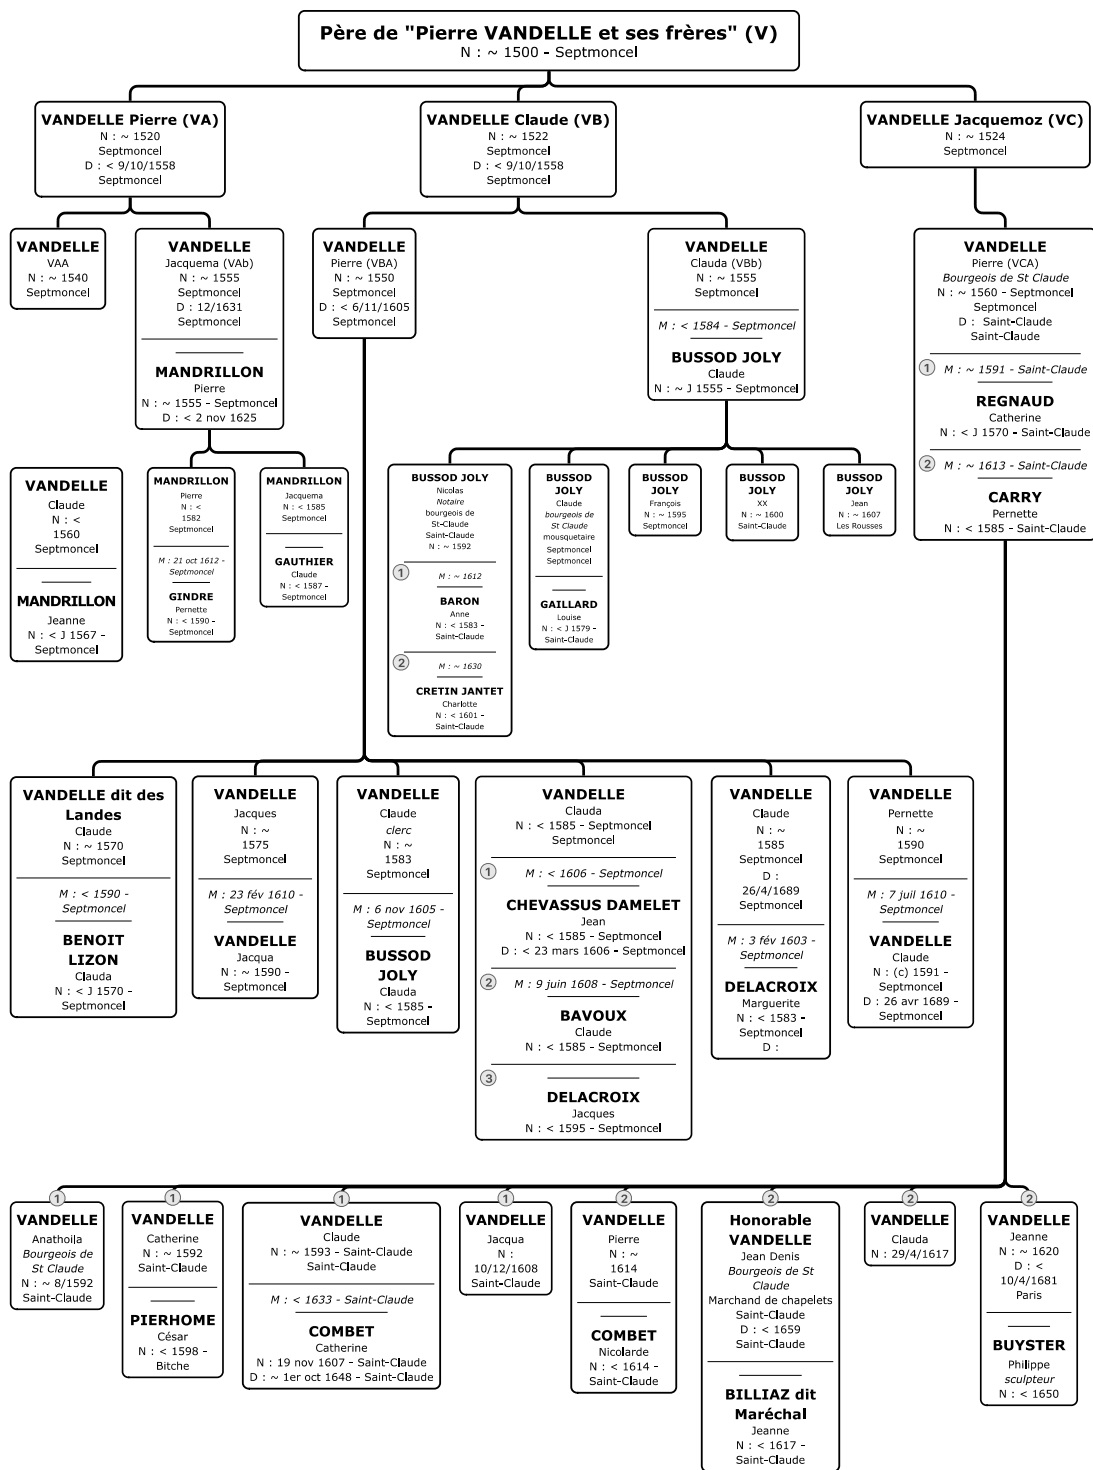 Père de "Pierre VANDELLE et ses frères" (V)
N : ~ 1500 - Septmoncel
VANDELLE Pierre (VA)
N : ~ 1520
Septmoncel
D : < 9/10/1558
Septmoncel
VANDELLE Claude (VB)
N : ~ 1522
Septmoncel
D : < 9/10/1558
Septmoncel
VANDELLE Jacquemoz (VC)
N : ~ 1524
Septmoncel
VANDELLE
VAA
N : ~ 1540
Septmoncel
VANDELLE
Jacquema (VAb)
N : ~ 1555
Septmoncel
D : 12/1631
Septmoncel
MANDRILLON
Pierre
N : ~ 1555 - Septmoncel
D : < 2 nov 1625
VANDELLE
Pierre (VBA)
N : ~ 1550
Septmoncel
D : < 6/11/1605
Septmoncel
VANDELLE
Clauda (VBb)
N : ~ 1555
Septmoncel
M : < 1584 - Septmoncel
BUSSOD JOLY
Claude
N : ~ J 1555 - Septmoncel
VANDELLE
Pierre (VCA)
Bourgeois de St Claude
N : ~ 1560 - Septmoncel
Septmoncel
D : Saint-Claude
Saint-Claude
1
M : ~ 1591 - Saint-Claude
REGNAUD
Catherine
N : < J 1570 - Saint-Claude
2
M : ~ 1613 - Saint-Claude
CARRY
Pernette
N : < 1585 - Saint-Claude
VANDELLE
Claude
N : <
1560
Septmoncel
MANDRILLON
Jeanne
N : < J 1567 -
Septmoncel
MANDRILLON
Pierre
N : <
1582
Septmoncel
M : 21 oct 1612 -
Septmoncel
GINDRE
Pernette
N : < 1590 -
Septmoncel
MANDRILLON
Jacquema
N : < 1585
Septmoncel
GAUTHIER
Claude
N : < 1587 -
Septmoncel
BUSSOD JOLY
Nicolas
Notaire
bourgeois de
St-Claude
Saint-Claude
N : ~ 1592
1
M : ~ 1612
BARON
Anne
N : < 1583 -
Saint-Claude
2
M : ~ 1630
CRETIN JANTET
Charlotte
N : < 1601 -
Saint-Claude
BUSSOD
JOLY
Claude
bourgeois de
St Claude
mousquetaire
Septmoncel
Septmoncel
GAILLARD
Louise
N : < J 1579 -
Saint-Claude
BUSSOD
JOLY
François
N : ~ 1595
Septmoncel
BUSSOD
JOLY
XX
N : ~ 1600
Saint-Claude
BUSSOD
JOLY
Jean
N : ~ 1607
Les Rousses
VANDELLE dit des
Landes
Claude
N : ~ 1570
Septmoncel
M : < 1590 -
Septmoncel
BENOIT
LIZON
Clauda
N : < J 1570 -
Septmoncel
VANDELLE
Jacques
N : ~
1575
Septmoncel
M : 23 fév 1610 -
Septmoncel
VANDELLE
Jacqua
N : ~ 1590 -
Septmoncel
VANDELLE
Claude
clerc
N : ~
1583
Septmoncel
M : 6 nov 1605 -
Septmoncel
BUSSOD
JOLY
Clauda
N : < 1585 -
Septmoncel
VANDELLE
Clauda
N : < 1585 - Septmoncel
Septmoncel
1
M : < 1606 - Septmoncel
CHEVASSUS DAMELET
Jean
N : < 1585 - Septmoncel
D : < 23 mars 1606 - Septmoncel
2
M : 9 juin 1608 - Septmoncel
BAVOUX
Claude
N : < 1585 - Septmoncel
3
DELACROIX
Jacques
N : < 1595 - Septmoncel
VANDELLE
Claude
N : ~
1585
Septmoncel
D :
26/4/1689
Septmoncel
M : 3 fév 1603 -
Septmoncel
DELACROIX
Marguerite
N : < 1583 -
Septmoncel
D :
VANDELLE
Pernette
N : ~
1590
Septmoncel
M : 7 juil 1610 -
Septmoncel
VANDELLE
Claude
N : (c) 1591 -
Septmoncel
D : 26 avr 1689 -
Septmoncel
1
VANDELLE
Anathoila
Bourgeois de
St Claude
N : ~ 8/1592
Saint-Claude
1
VANDELLE
Catherine
N : ~ 1592
Saint-Claude
PIERHOME
César
N : < 1598 -
Bitche
1
VANDELLE
Claude
N : ~ 1593 - Saint-Claude
Saint-Claude
M : < 1633 - Saint-Claude
COMBET
Catherine
N : 19 nov 1607 - Saint-Claude
D : ~ 1er oct 1648 - Saint-Claude
1
VANDELLE
Jacqua
N :
10/12/1608
Saint-Claude
2
VANDELLE
Pierre
N : ~
1614
Saint-Claude
COMBET
Nicolarde
N : < 1614 -
Saint-Claude
2
Honorable
VANDELLE
Jean Denis
Bourgeois de St
Claude
Marchand de chapelets
Saint-Claude
D : < 1659
Saint-Claude
BILLIAZ dit
Maréchal
Jeanne
N : < 1617 -
Saint-Claude
2
VANDELLE
Clauda
N : 29/4/1617
2
VANDELLE
Jeanne
N : ~ 1620
D : <
10/4/1681
Paris
BUYSTER
Philippe
sculpteur
N : < 1650